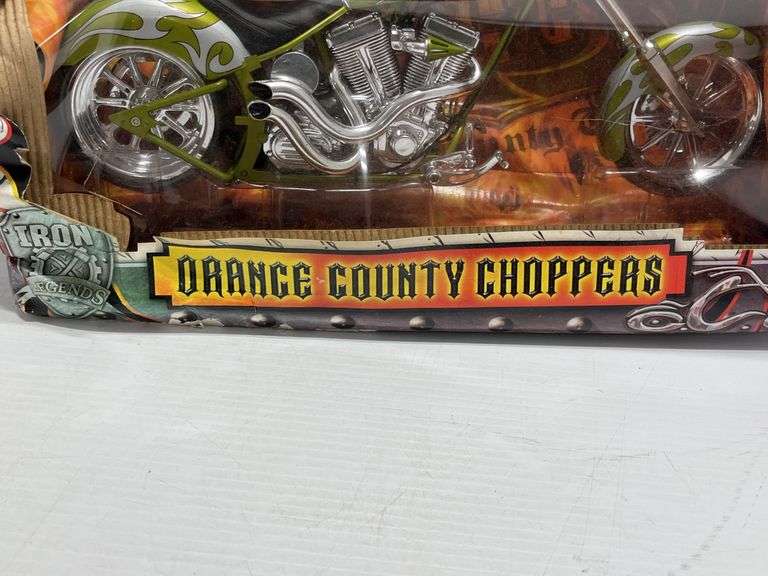 IRON
LEGENDS
ORANGE COUNTY CHOPPERS